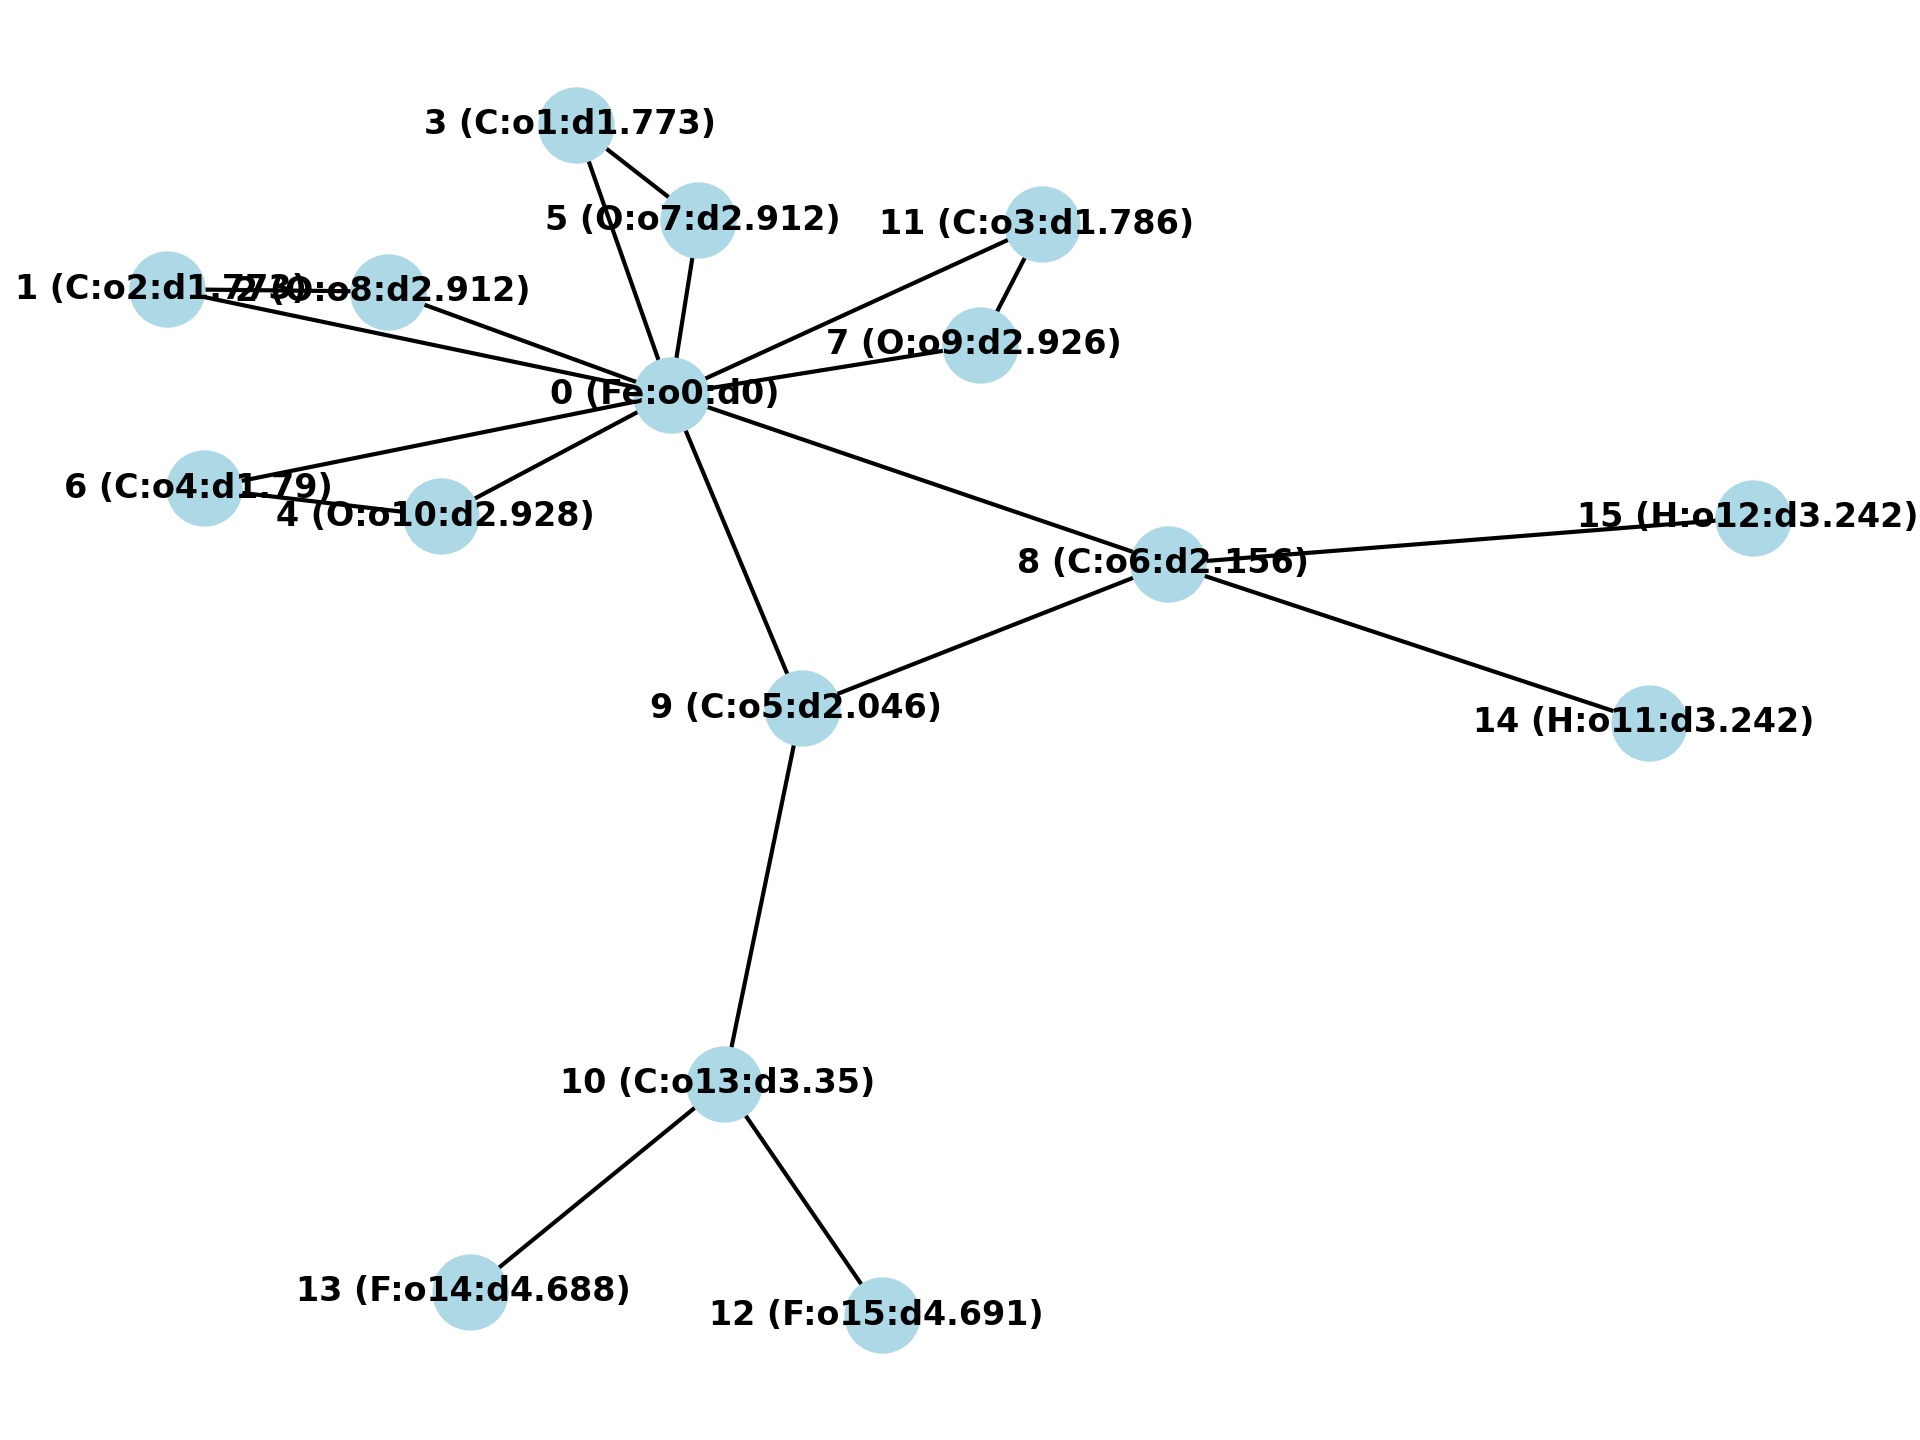 3 (C:o1:d1.773)
5 (O:o7:d2.912)
11 (C:o3:d1.786)
1 (C:o2:d1.773)
2 (O:o8:d2.912)
7 (O:o9:d2.926)
0 (Fe:o0:d0)
6 (C:o4:d1.79)
4 (O:o10:d2.928)
15 (H:o12:d3.242)
8 (C:o6:d2.156)
9 (C:o5:d2.046)
14 (H:o11:d3.242)
10 (C:o13:d3.35)
13 (F:o14:d4.688)
12 (F:o15:d4.691)